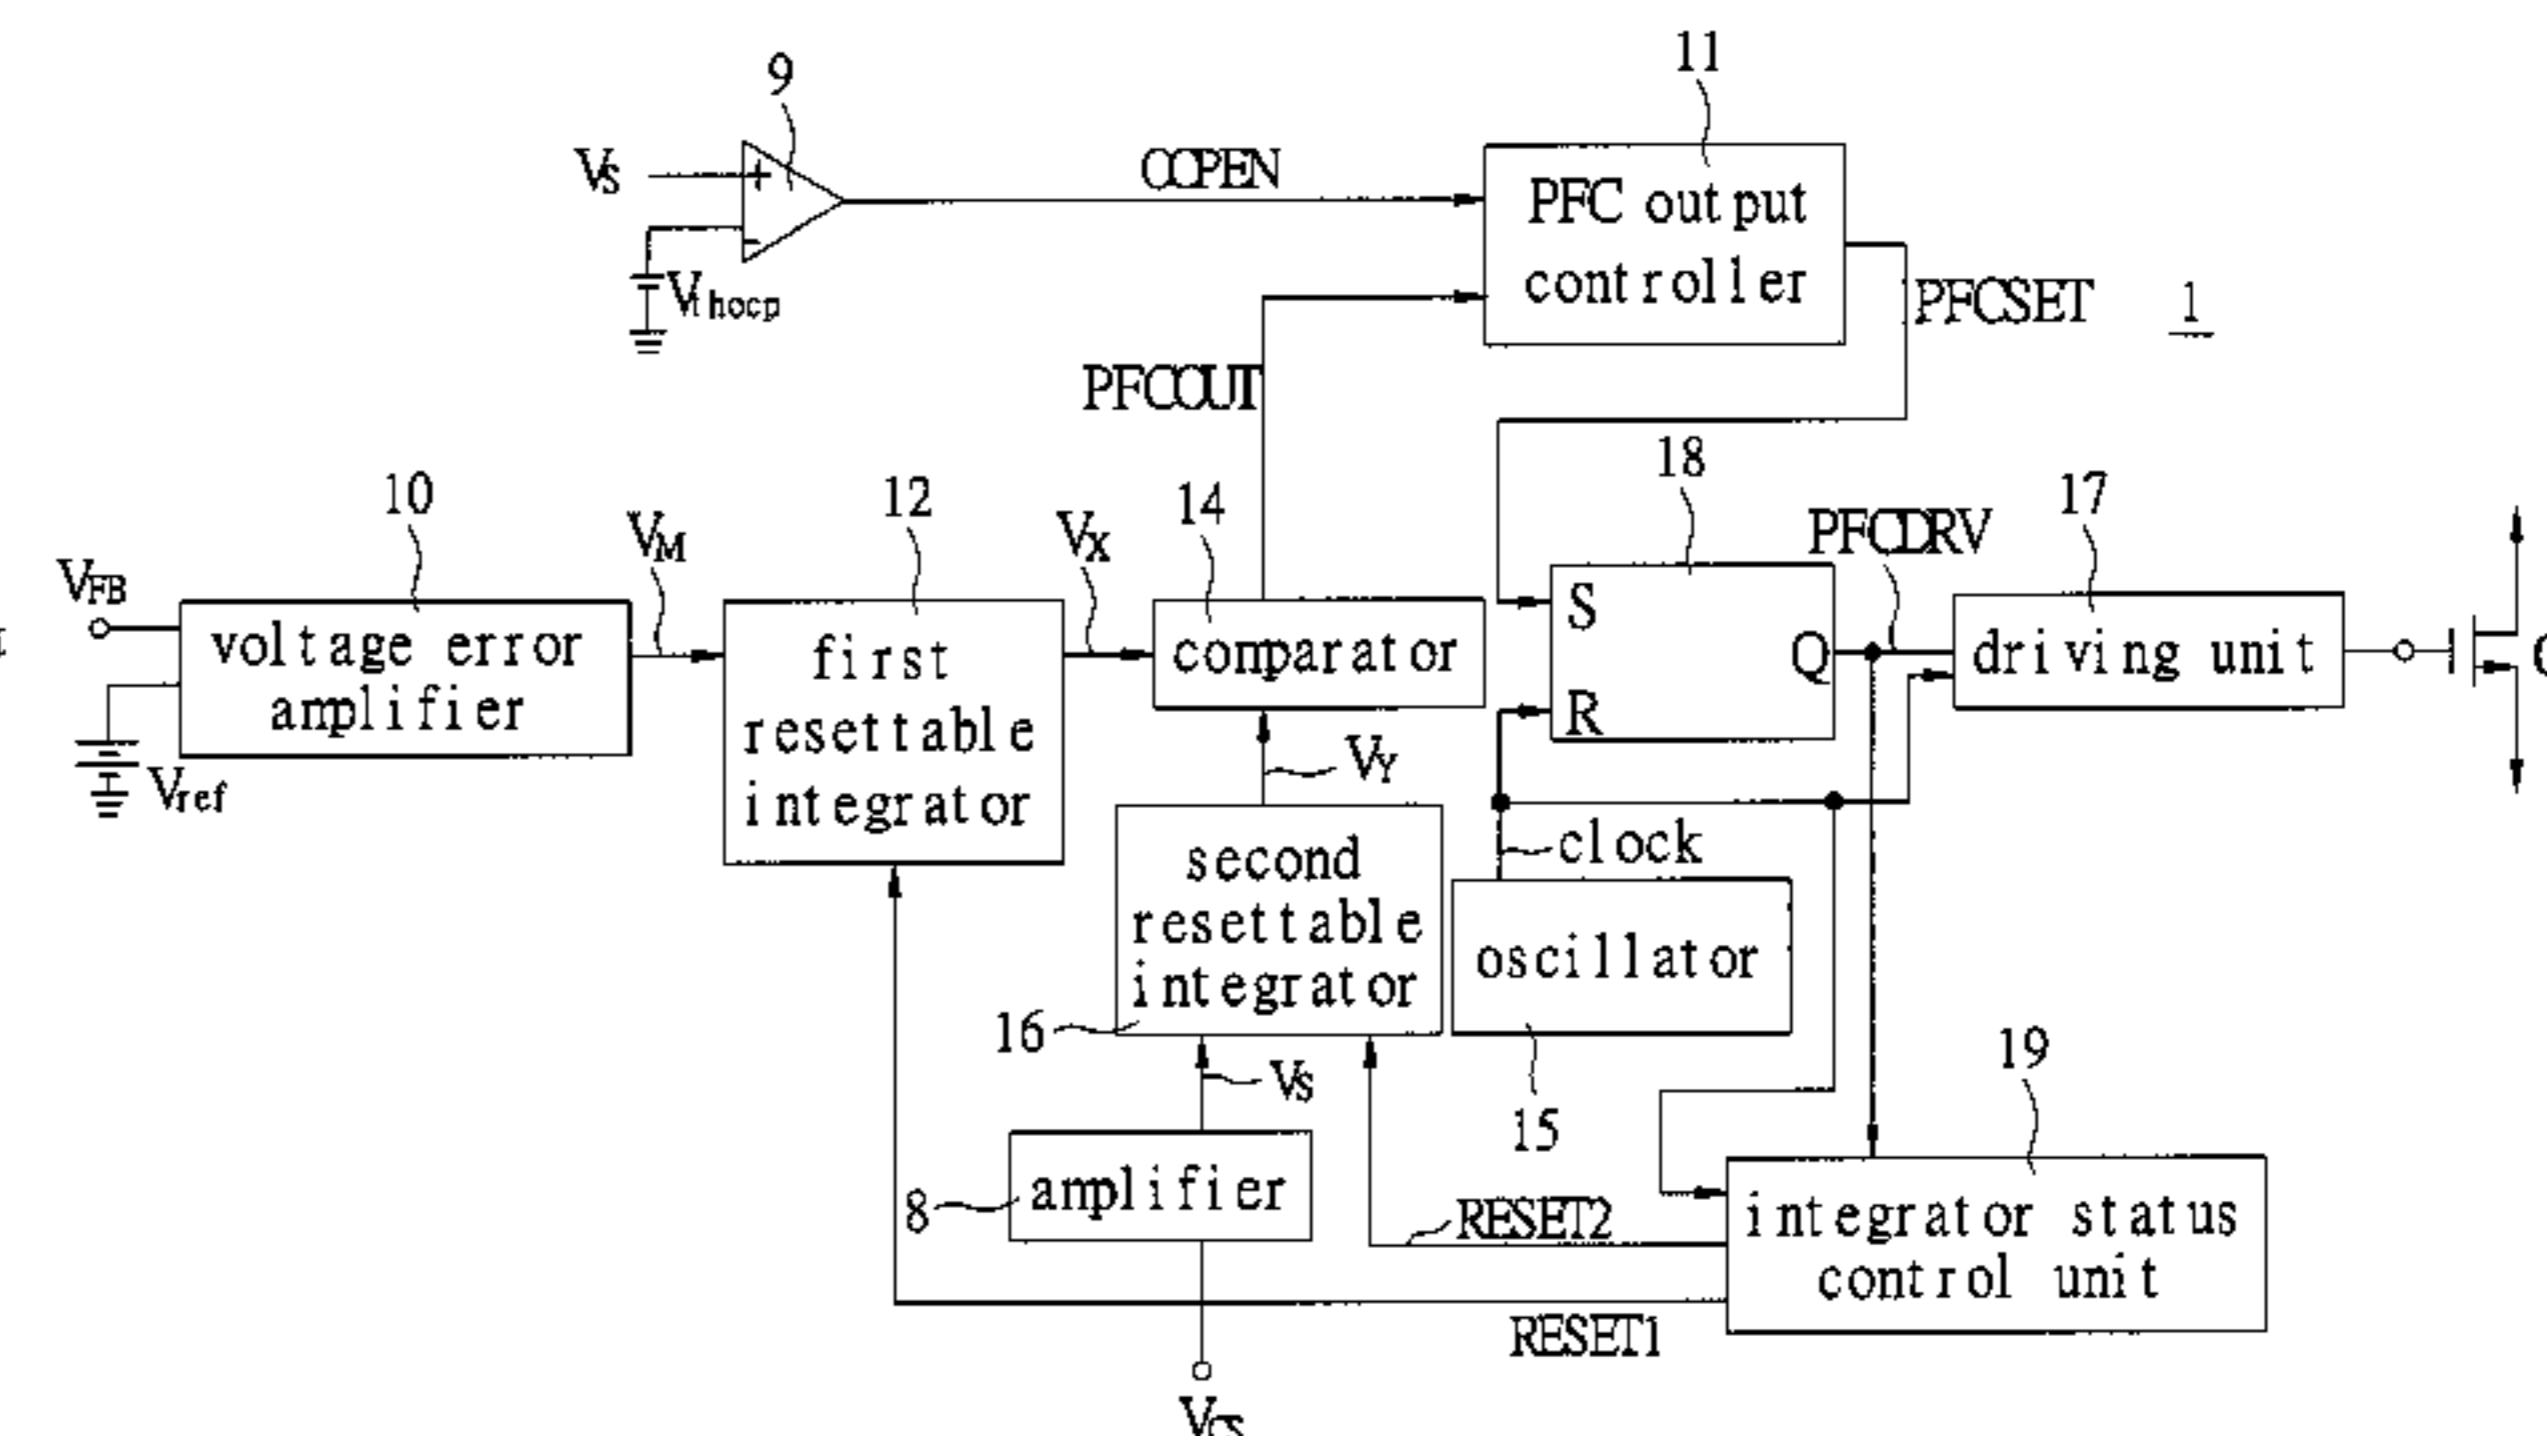 9
11
VS
+
OCPEN
PFC output
controller
-
Vthocp
PFCSET
1
PFCOUT
10
12
14
18
17
VFB
VM
VX
PFCDRV
voltage error
amplifier
first
resettable
integrator
comparator
S
Q
R
driving unit
Vref
VY
clock
second
resettable
integrator
oscillator
16
VS
15
19
8
amplifier
RESET2
integrator status
control unit
RESET1
VCS